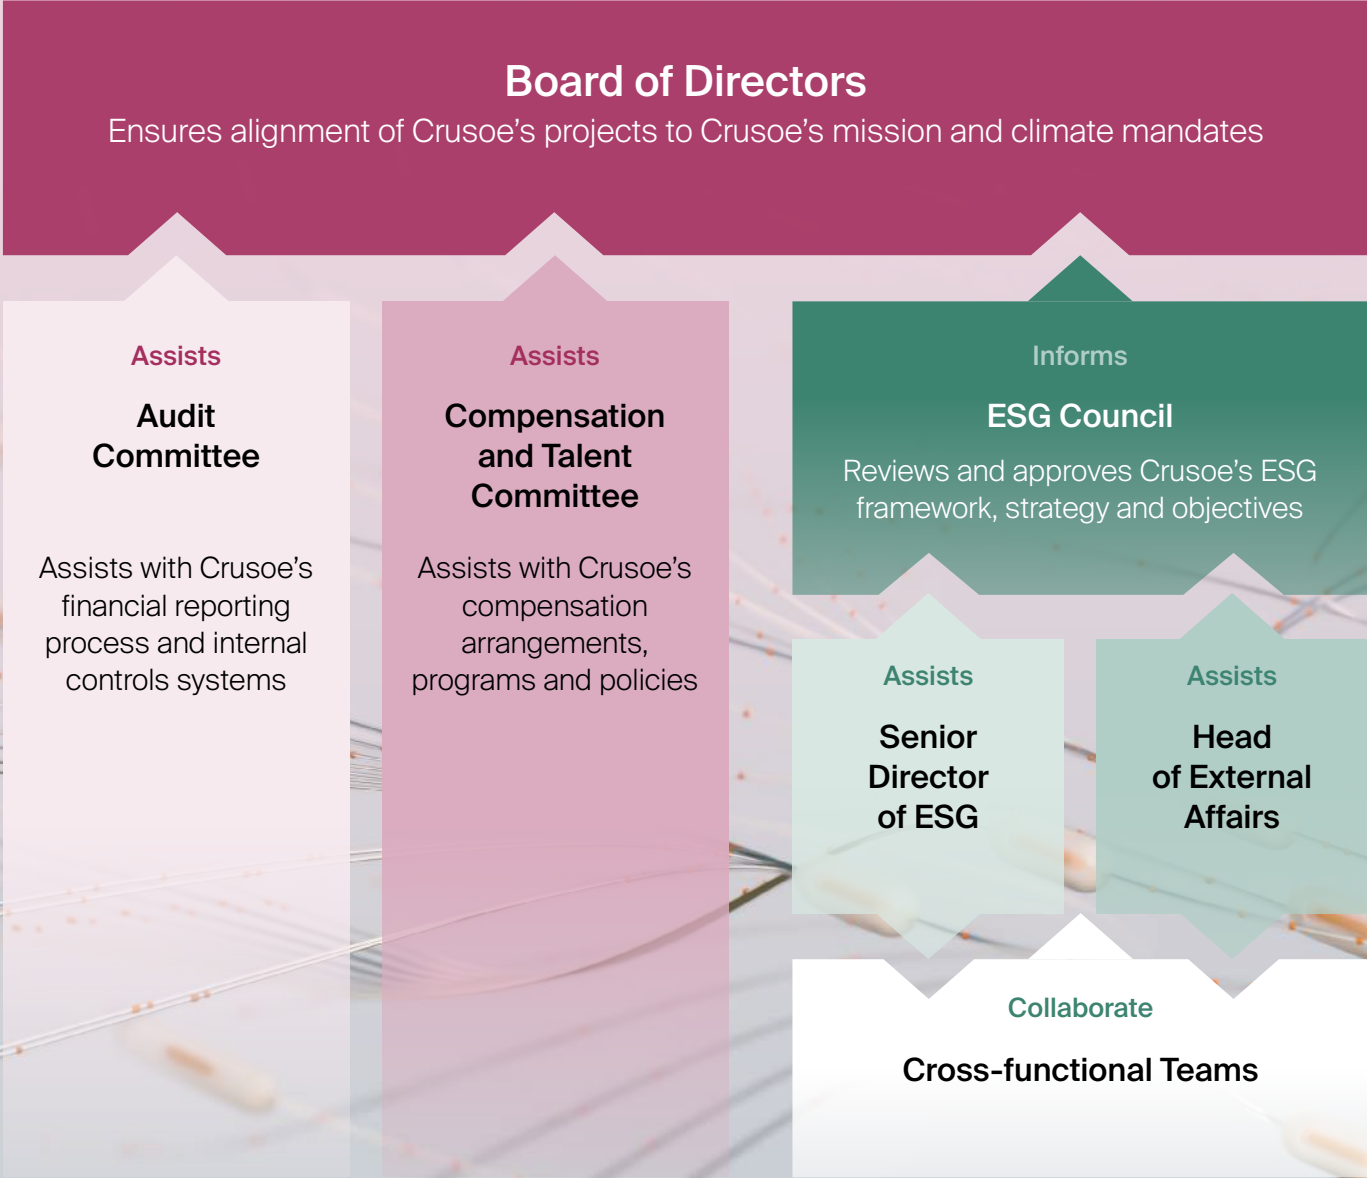 Board of Directors
Ensures alignment of Crusoe’s projects to Crusoe’s mission and climate mandates
Assists
Audit
Committee
Assists with Crusoe’s
financial reporting
process and internal
controls systems
Assists
Compensation
and Talent
Committee
Assists with Crusoe’s
compensation
arrangements,
programs and policies
Informs
ESG Council
Reviews and approves Crusoe’s ESG
framework, strategy and objectives
Assists
Senior
Director
of ESG
Assists
Head
of External
Affairs
Collaborate
Cross-functional Teams